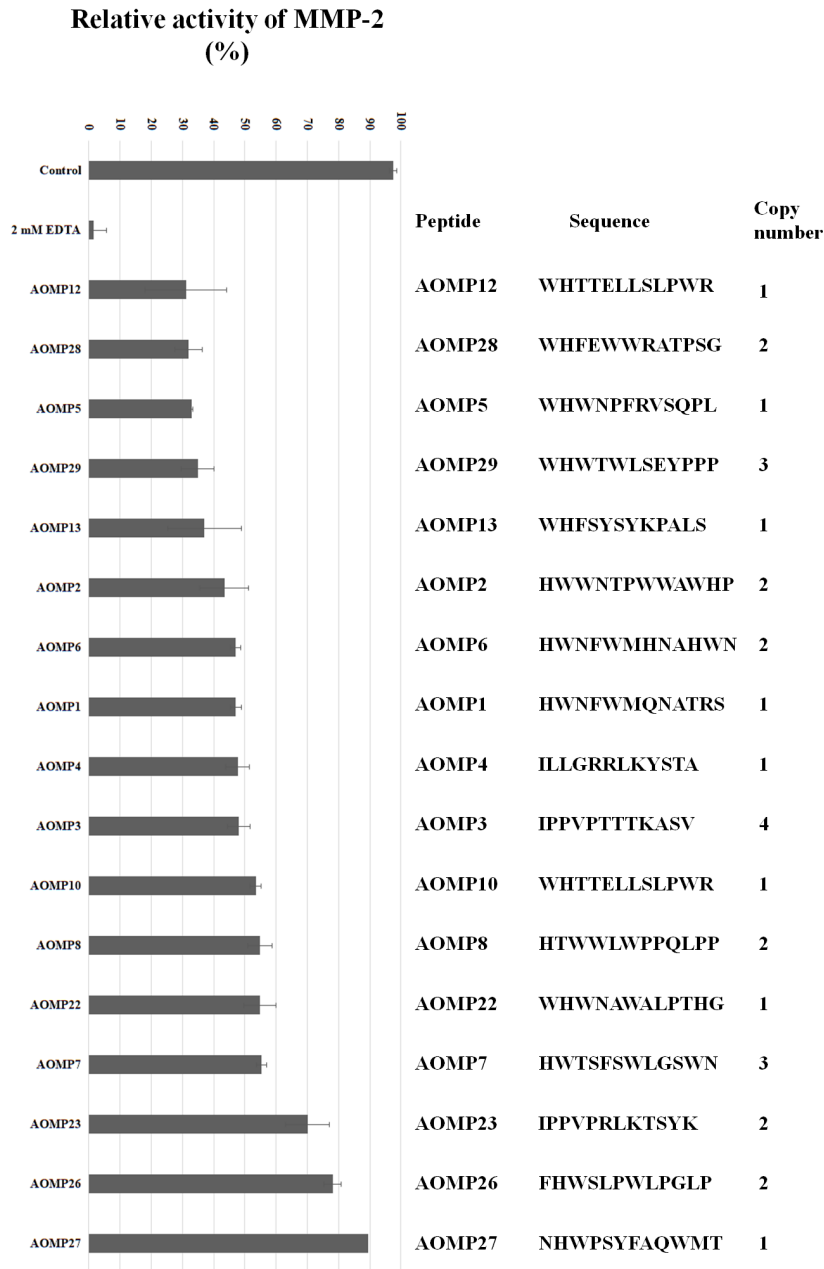 Relative activity of MMP-2
(%)
0 10 20 30 40 50 60 70 80 90 100
Control
2 mM EDTA
Peptide Sequence Copy number
AOMP12 AOMP12 WHTTELLSLPWR 1
AOMP28 AOMP28 WHFEWWRATPSG 2
AOMP5 AOMP5 WHWNPFRVSQPL 1
AOMP29 AOMP29 WHWTWLSEYPPP 3
AOMP13 AOMP13 WHFSYSYKPALS 1
AOMP2 AOMP2 HWWNTPWWAWHP 2
AOMP6 AOMP6 HWNFWMHNAHWN 2
AOMP1 AOMP1 HWNFWMQNATRS 1
AOMP4 AOMP4 ILLGRRLKYSTA 1
AOMP3 AOMP3 IPPVPTTTKASV 4
AOMP10 AOMP10 WHTTELLSLPWR 1
AOMP8 AOMP8 HTWWLWPPQLPP 2
AOMP22 AOMP22 WHWNAWALPTHG 1
AOMP7 AOMP7 HWTSFSWLGSWN 3
AOMP23 AOMP23 IPPVPRLKTSYK 2
AOMP26 AOMP26 FHWSLPWLPGLP 2
AOMP27 AOMP27 NHWPSYFAQWMT 1